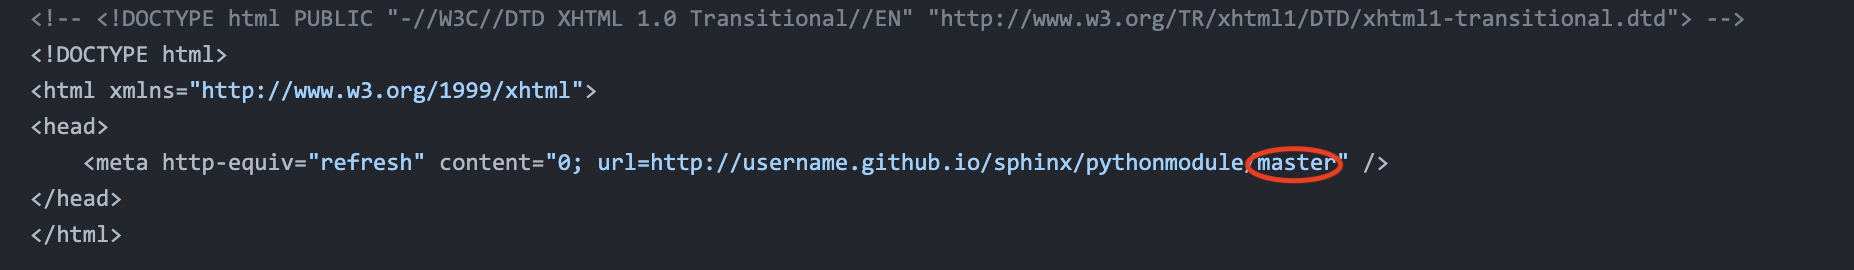 <!-- <!DOCTYPE html PUBLIC "-//W3C//DTD XHTML 1.0 Transitional//EN" "http://www.w3.org/TR/xhtml1/DTD/xhtml1-transitional.dtd"> -->
<!DOCTYPE html>
<html xmlns="http://www.w3.org/1999/xhtml">
<head>
    <meta http-equiv="refresh" content="0; url=http://username.github.io/sphinx/pythonmodule/master" />
</head>
</html>